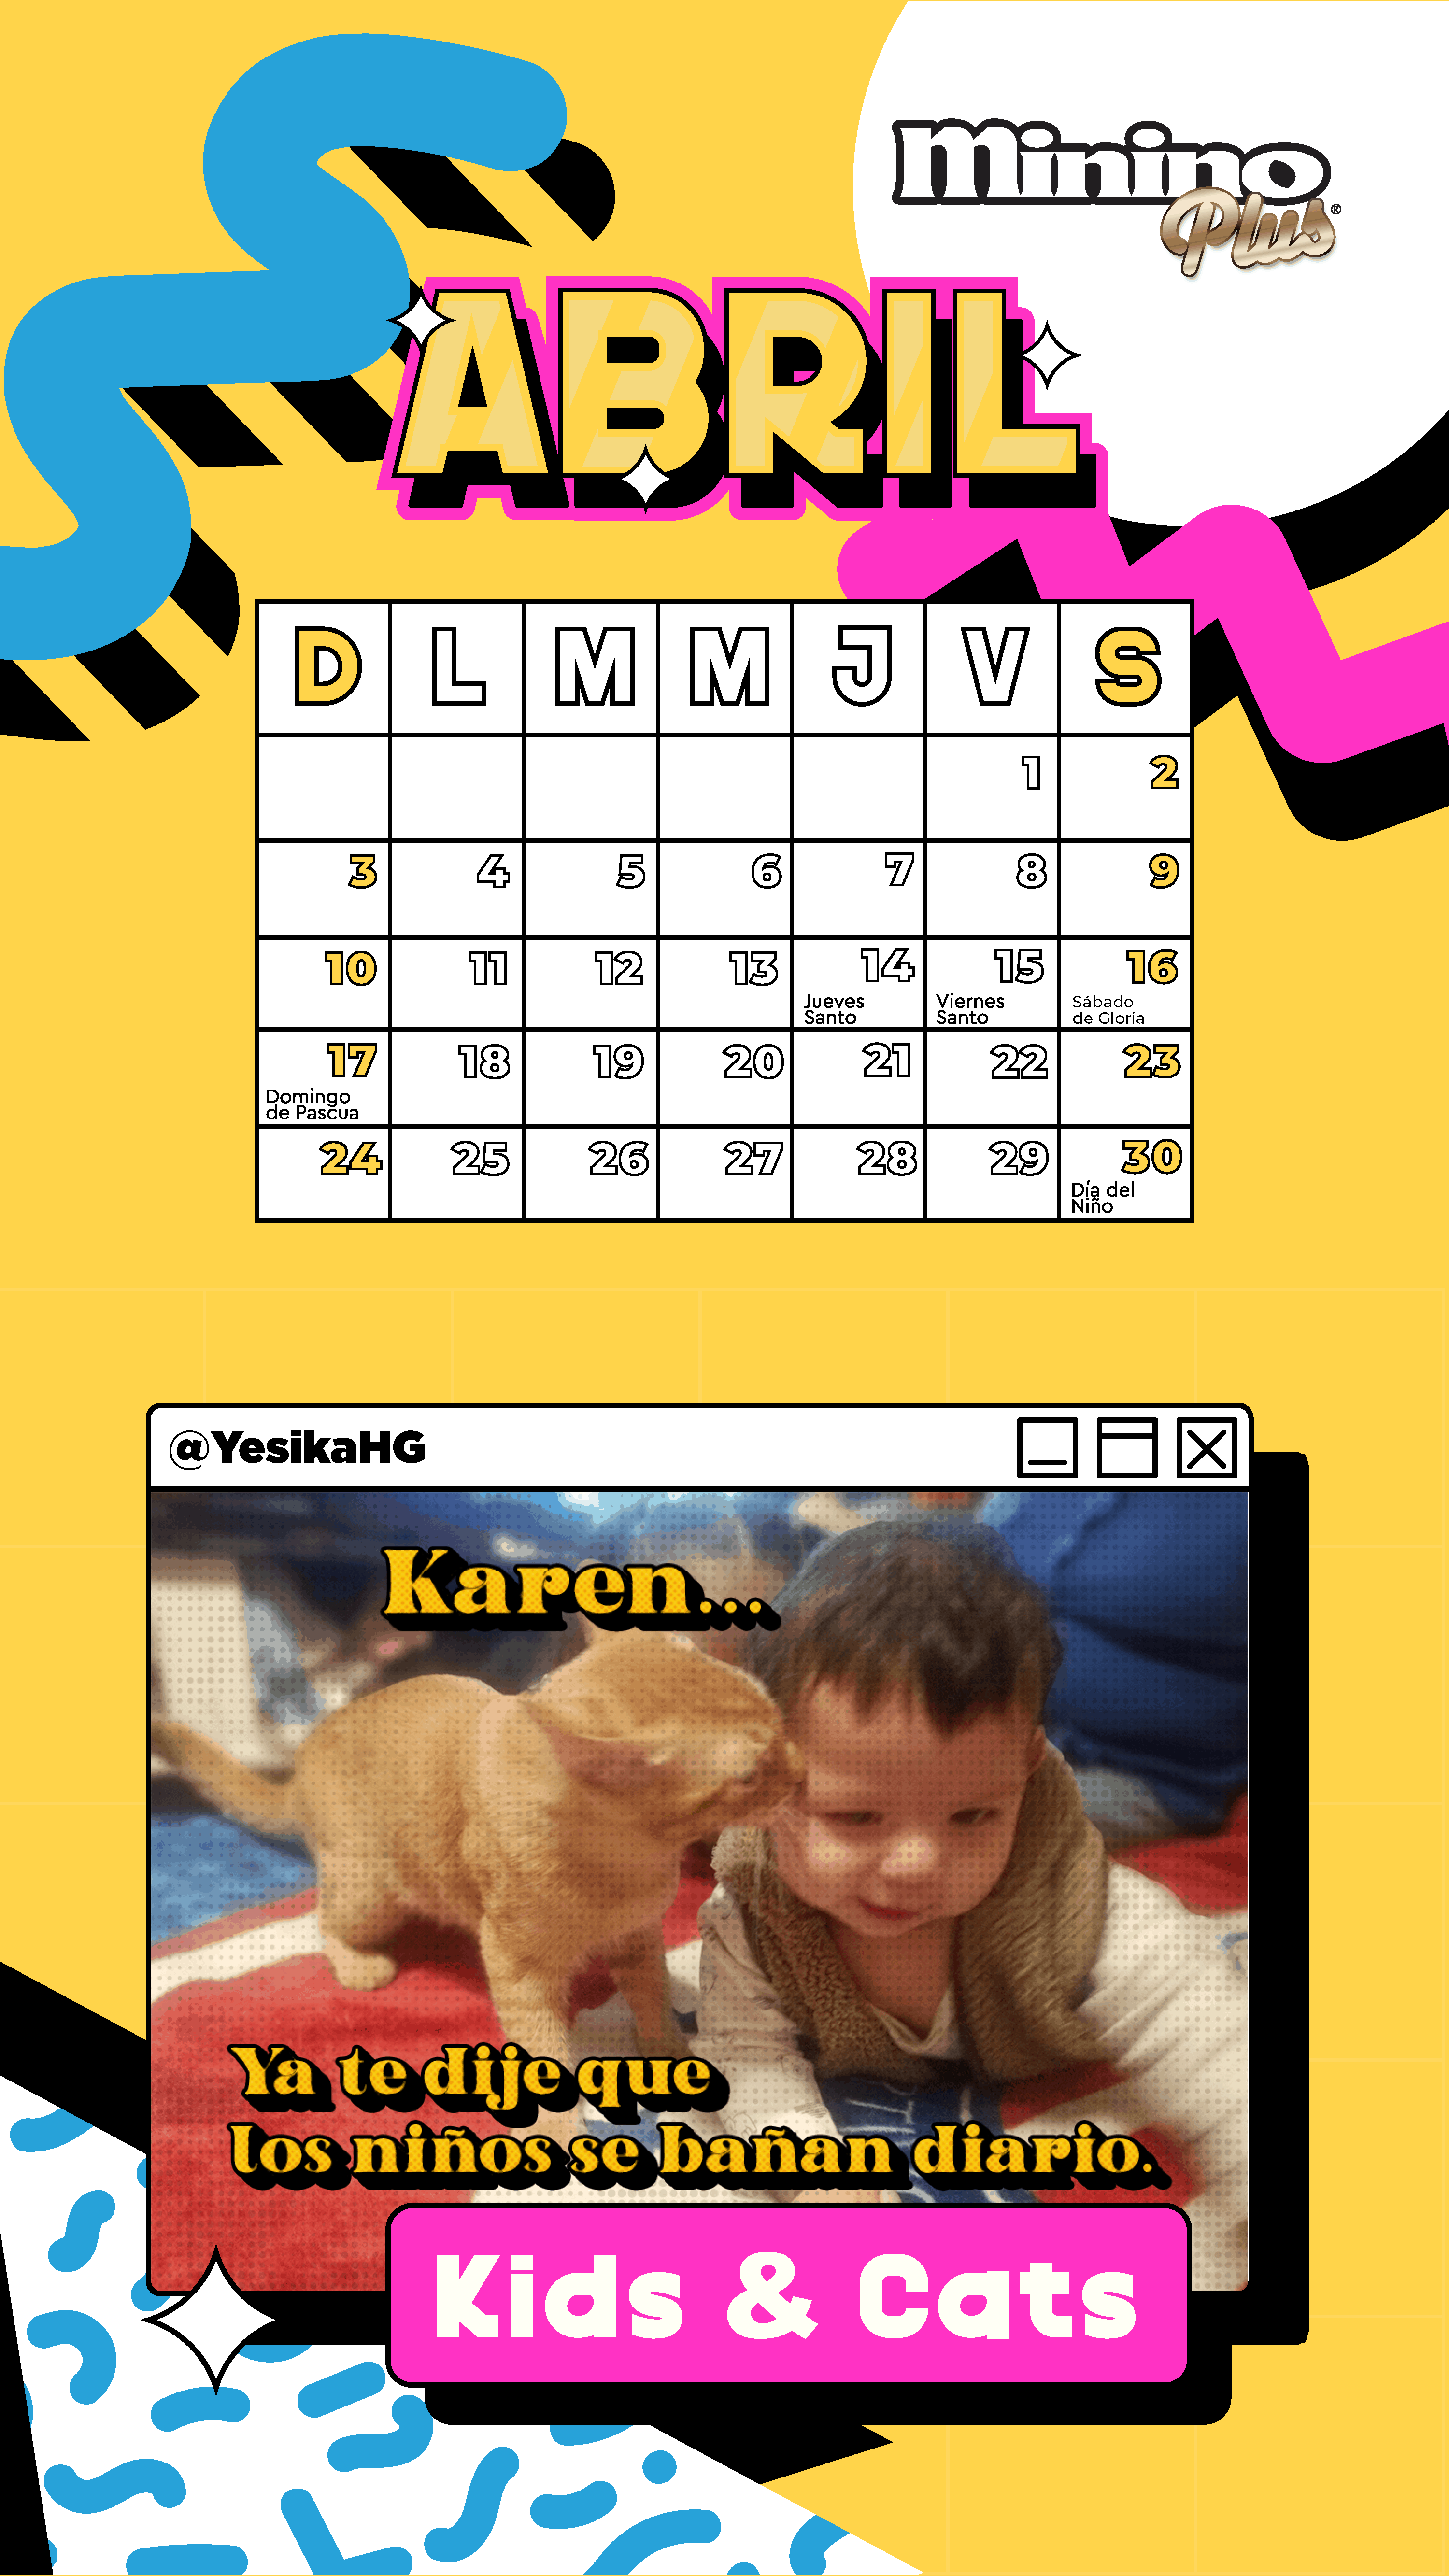 Minino
Plus®
ABRIL
D L M M J V S
1 2
3 4 5 6 7 8 9
10 11 12 13 14 15 16
Jueves
Santo
Viernes
Santo
Sábado
de Gloria
17 18 19 20 21 22 23
Domingo
de Pascua
24 25 26 27 28 29 30
Día del
Niño
@YesikaHG
Karen...
Ya te dije que
los niños se bañan diario.
Kids & Cats